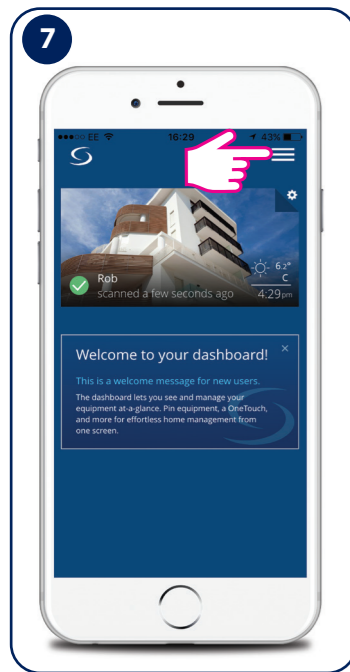 7
EE 16:29 43%
Rob
scanned a few seconds ago
6.2°
C
4:29pm
Welcome to your dashboard!
This is a welcome message for new users.
The dashboard lets you see and manage your
equipment at-a-glance. Pin equipment, a OneTouch,
and more for effortless home management from
one screen.